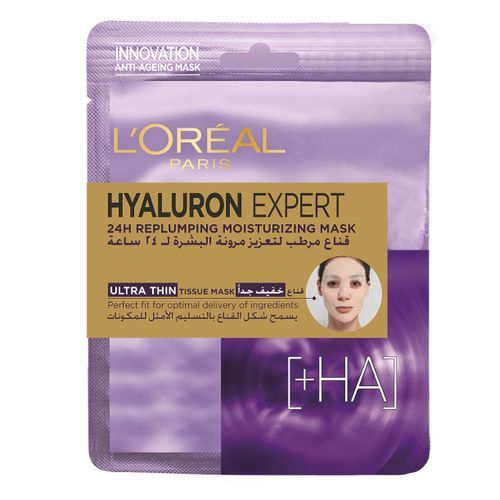 INNOVATION
ANTI-AGEING MASK
L'ORÉAL
PARIS
HYALURON EXPERT
24H REPLUMPING MOISTURIZING MASK
قناع مرطب لتعزيز مرونة البشرة لـ ٢٤ ساعة
ULTRA THIN TISSUE MASK قناع خفيف جداً
Perfect fit for optimal delivery of ingredients
يسمح شكل القناع بالتسليم الأمثل للمكونات
[+HA]